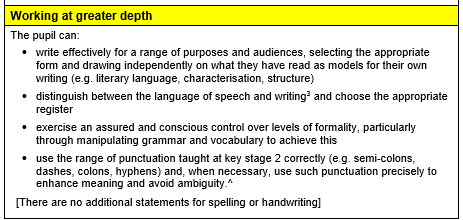 Working at greater depth
The pupil can:
• write effectively for a range of purposes and audiences, selecting the appropriate
form and drawing independently on what they have read as models for their own
writing (e.g. literary language, characterisation, structure)
• distinguish between the language of speech and writing³ and choose the appropriate
register
• exercise an assured and conscious control over levels of formality, particularly
through manipulating grammar and vocabulary to achieve this
• use the range of punctuation taught at key stage 2 correctly (e.g. semi-colons,
dashes, colons, hyphens) and, when necessary, use such punctuation precisely to
enhance meaning and avoid ambiguity.^
[There are no additional statements for spelling or handwriting]